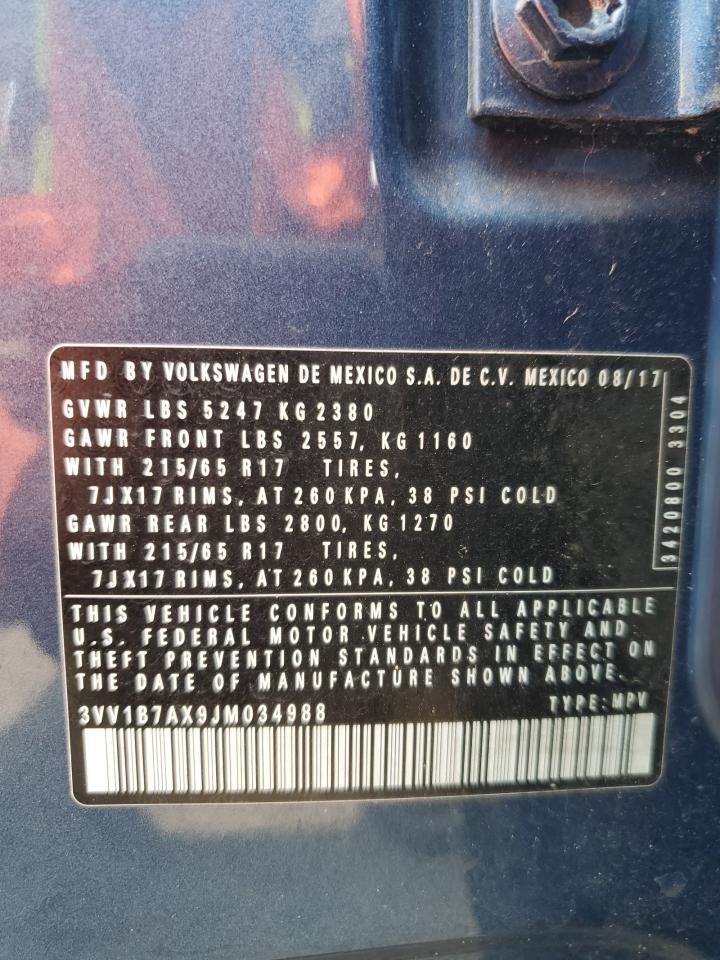 MFD BY VOLKSWAGEN DE MEXICO S.A. DE C.V. MEXICO 08/17
GVWR LBS 5247 KG 2380
GAWR FRONT LBS 2557, KG 1160
WITH 215/65 R17 TIRES,
7JX17 RIMS, AT 260 KPA, 38 PSI COLD
GAWR REAR LBS 2800, KG 1270
WITH 215/65 R17 TIRES,
7JX17 RIMS, AT 260 KPA, 38 PSI COLD
3420800 3304
THIS VEHICLE CONFORMS TO ALL APPLICABLE
U.S. FEDERAL MOTOR VEHICLE SAFETY AND
THEFT PREVENTION STANDARDS IN EFFECT ON
THE DATE OF MANUFACTURE SHOWN ABOVE.
3VV1B7AX9JM034988 TYPE: MPV